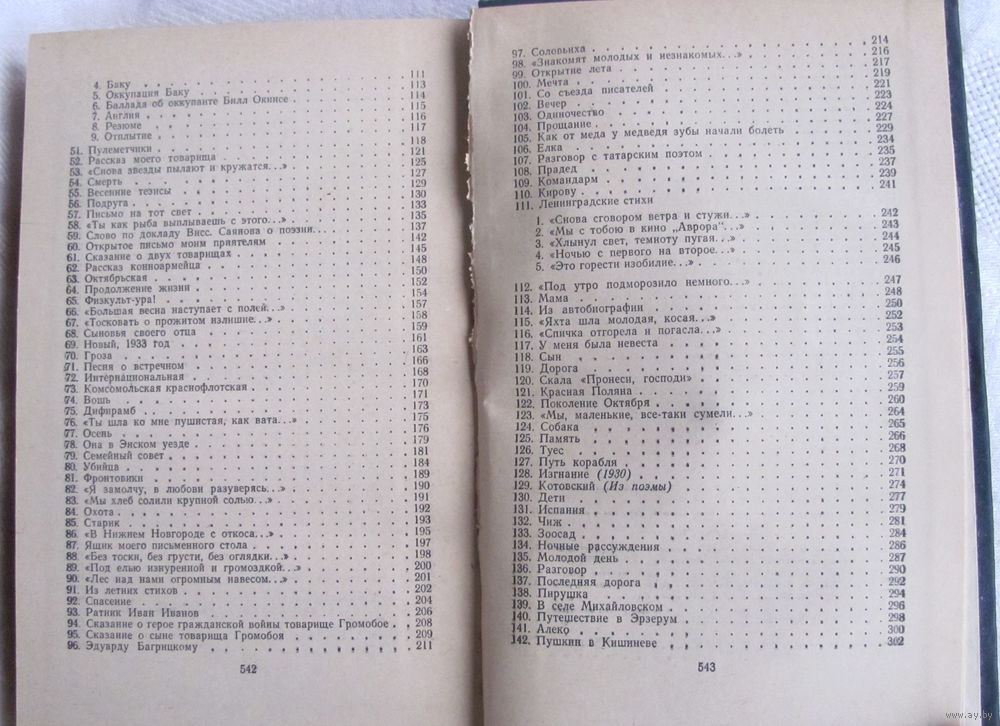 4. Баку . . . . . . 111
5. Оккупация Баку . . . . . . 113
6. Баллада об оккупанте Билл Окинсе . . . 114
7. Англия . . . . . . 115
8. Резюме . . . . . . 116
9. Отплытие . . . . . . 117
51. Пулеметчики . . . . . . 118
52. Рассказ моего товарища . . . . . . 121
53. «Снова звезды пылают и кружатся...» . . . 125
54. Смерть . . . . . . 127
55. Весенние тезисы . . . . . . 129
56. Подруга . . . . . . 130
57. Письмо на тот свет . . . . . . 133
58. «Ты как рыба выплываешь с этого...» . . . 135
59. Слово по докладу Висс. Саянова о поэзии... . . . 137
60. Открытое письмо моим приятелям . . . 142
61. Сказание о двух товарищах . . . . . . 145
62. Рассказ конноармейца . . . . . . 148
63. Октябрьская . . . . . . 150
64. Продолжение жизни . . . . . . 152
65. Физкульт-ура! . . . . . . 154
66. «Большая весна наступает с полей...» . . . 157
67. «Тосковать о прожитом излишне...» . . . 158
68. Сыновья своего отца . . . . . . 159
69. Новый, 1933 год . . . . . . 161
70. Гроза . . . . . . 163
71. Песня о встречном . . . . . . 166
72. Интернациональная . . . . . . 168
73. Комсомольская краснофлотская . . . 170
74. Вошь . . . . . . 171
75. Дифирамб . . . . . . 173
76. «Ты шла ко мне пушистая, как вата...» . . . 175
77. Осень . . . . . . 176
78. Она в Энском уезде . . . . . . 179
79. Семейный совет . . . . . . 181
80. Убийца . . . . . . 184
81. Фронтовики . . . . . . 189
82. «Я замолчу, в любови разуверясь...» . . . 190
83. «Мы хлеб солили крупной солью...» . . . 191
84. Охота . . . . . . 192
85. Старик . . . . . . 193
86. «В Нижнем Новгороде с откоса...» . . . 195
87. Ящик моего письменного стола . . . 197
88. «Без тоски, без грусти, без оглядки...» . . . 198
89. «Под елью изнуренной и громоздкой...» . . . 200
90. «Лес над нами огромным навесом...» . . . 201
91. Из летних стихов . . . . . . 202
92. Спасение . . . . . . 204
93. Ратник Иван Иванов . . . . . . 206
94. Сказание о герое гражданской войны товарище Громобое . 208
95. Сказание о сыне товарища Громобоя . . . 209
96. Эдуарду Багрицкому . . . . . . 211
542
97. Соловьиха . . . . . . 214
98. «Знакомят молодых и незнакомых...» . . . 216
99. Открытие лета . . . . . . 217
100. Мечта . . . . . . 219
101. Со съезда писателей . . . . . . 221
102. Вечер . . . . . . 223
103. Одиночество . . . . . . 224
104. Прощание . . . . . . 227
105. Как от меда у медведя зубы начали болеть . . . 229
106. Елка . . . . . . 234
107. Разговор с татарским поэтом . . . 235
108. Прадед . . . . . . 237
109. Командарм . . . . . . 239
110. Кирову . . . . . . 241
111. Ленинградские стихи
1. «Снова сговором ветра и стужи...» . . . 242
2. «Мы с тобою в кино „Аврора“...» . . . 243
3. «Хлынул свет, темноту пугая...» . . . 244
4. «Ночью с первого на второе...» . . . 245
5. «Это горести изобилие...» . . . 246
112. «Под утро подморозило немного...» . . . 247
113. Мама . . . . . . 248
114. Из автобиографии . . . . . . 250
115. «Яхта шла молодая, косая...» . . . 252
116. «Спичка отгорела и погасла...» . . . 253
117. У меня была невеста . . . . . . 254
118. Сын . . . . . . 255
119. Дорога . . . . . . 256
120. Скала «Пронеси, господи» . . . 257
121. Красная Поляна . . . . . . 259
122. Поколение Октября . . . . . . 260
123. «Мы, маленькие, все-таки сумели...» . . . 264
124. Собака . . . . . . 265
125. Память . . . . . . 266
126. Туес . . . . . . 268
127. Путь корабля . . . . . . 270
128. Изгнание (1930) . . . . . . 271
129. Котовский (Из поэмы) . . . . . . 274
130. Дети . . . . . . 277
131. Испания . . . . . . 279
132. Чиж . . . . . . 281
133. Зоосад . . . . . . 284
134. Ночные рассуждения . . . . . . 286
135. Молодой день . . . . . . 287
136. Разговор . . . . . . 290
137. Последняя дорога . . . . . . 292
138. Пирушка . . . . . . 294
139. В селе Михайловском . . . . . . 296
140. Путешествие в Эрзерум . . . . . . 298
141. Алеко . . . . . . 300
142. Пушкин в Кишиневе . . . . . . 302
543
www.ay.by